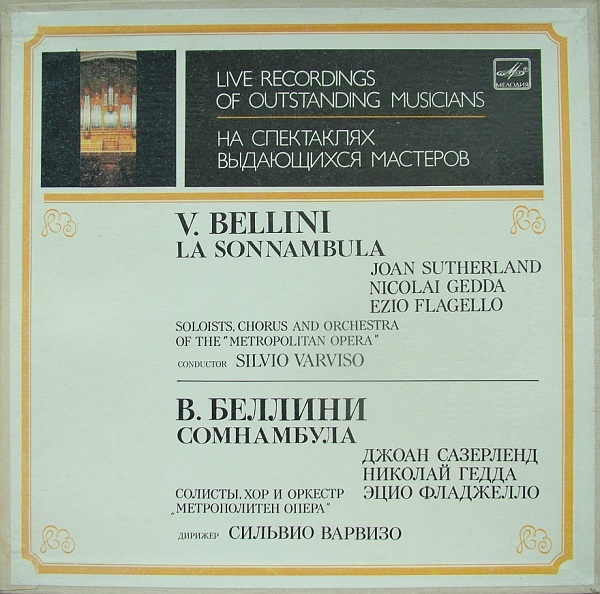 LIVE RECORDINGS
OF OUTSTANDING MUSICIANS
НА СПЕКТАКЛЯХ
ВЫДАЮЩИХСЯ МАСТЕРОВ
МЕЛОДИЯ
V. BELLINI
LA SONNAMBULA
JOAN SUTHERLAND
NICOLAI GEDDA
EZIO FLAGELLO
SOLOISTS, CHORUS AND ORCHESTRA
OF THE "METROPOLITAN OPERA"
CONDUCTOR SILVIO VARVISO
В. БЕЛЛИНИ
СОМНАМБУЛА
ДЖОАН САЗЕРЛЕНД
НИКОЛАЙ ГЕДДА
ЭЦИО ФЛАДЖЕЛЛО
СОЛИСТЫ, ХОР И ОРКЕСТР
„МЕТРОПОЛИТЕН ОПЕРА"
ДИРИЖЕР СИЛЬВИО ВАРВИЗО